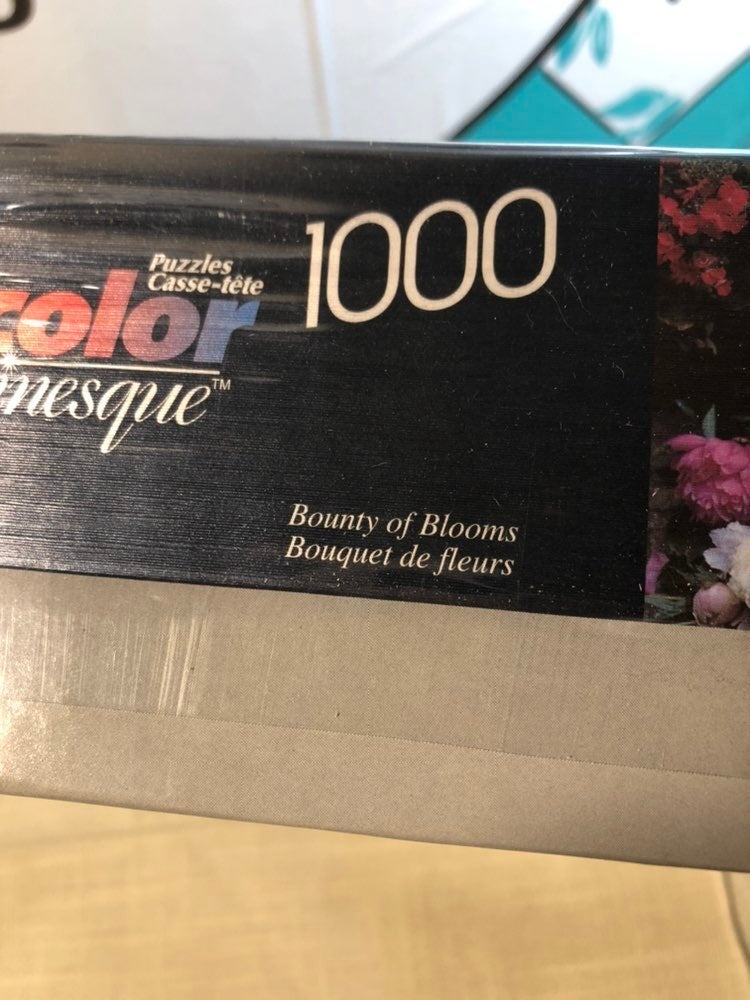 Puzzles
Casse-tête
1000
color
nesque™
Bounty of Blooms
Bouquet de fleurs